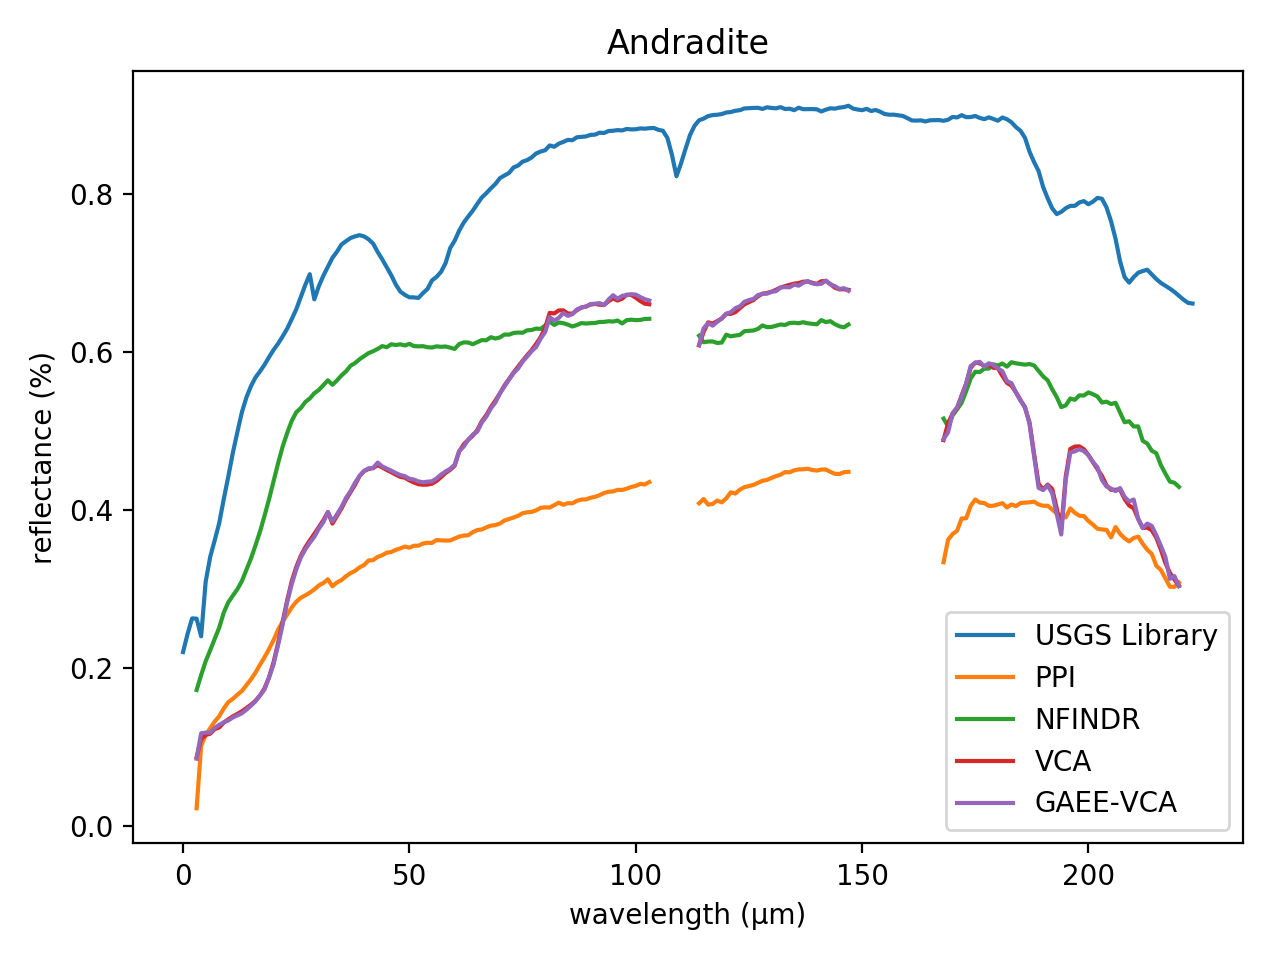 Andradite
reflectance (%)
0.8
0.6
0.4
0.2
0.0
0 50 100 150 200
wavelength (μm)
USGS Library
PPI
NFINDR
VCA
GAEE-VCA